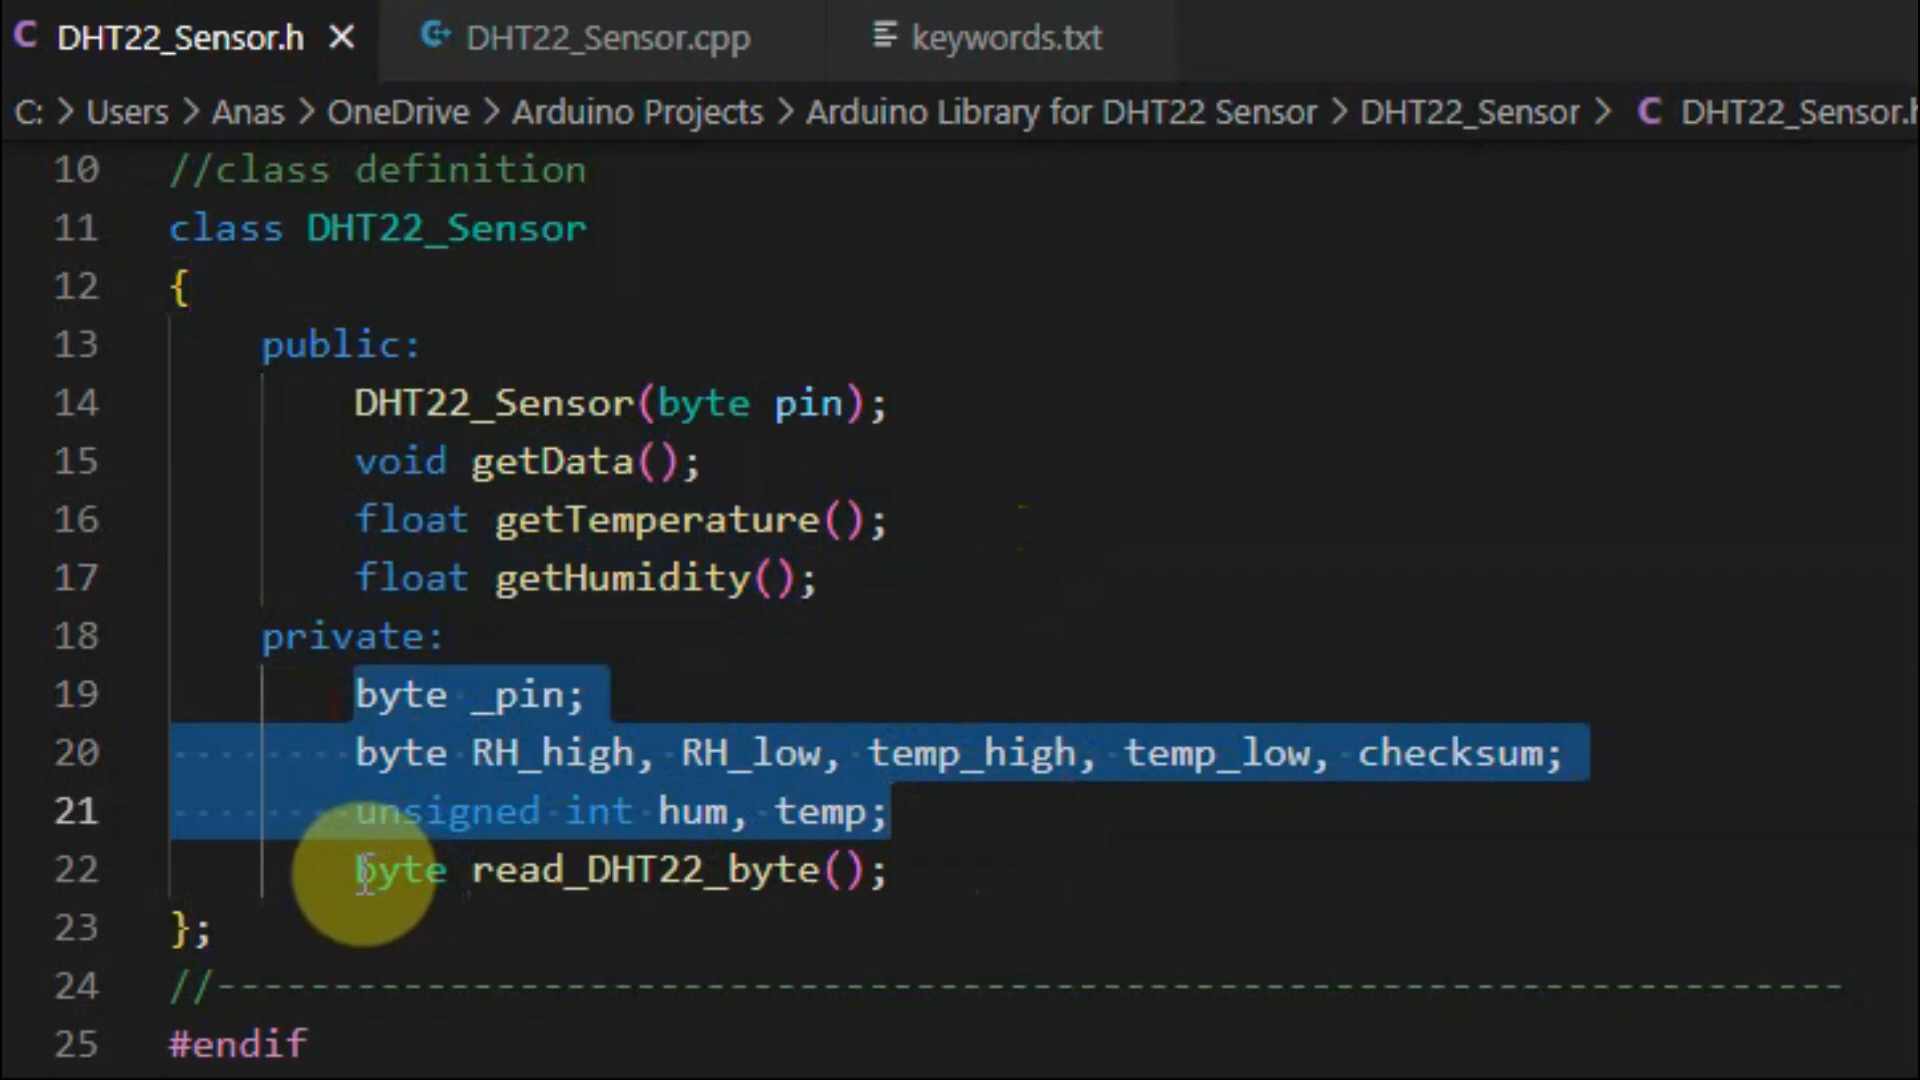 DHT22_Sensor.h DHT22_Sensor.cpp keywords.txt
C: > Users > Anas > OneDrive > Arduino Projects > Arduino Library for DHT22 Sensor > DHT22_Sensor > C DHT22_Sensor.h
10 //class definition
11 class DHT22_Sensor
12 {
13 public:
14 DHT22_Sensor(byte pin);
15 void getData();
16 float getTemperature();
17 float getHumidity();
18 private:
19 byte _pin;
20 byte RH_high, RH_low, temp_high, temp_low, checksum;
21 unsigned int hum, temp;
22 byte read_DHT22_byte();
23 };
24 //----------------------------------------------------------------------
25 #endif